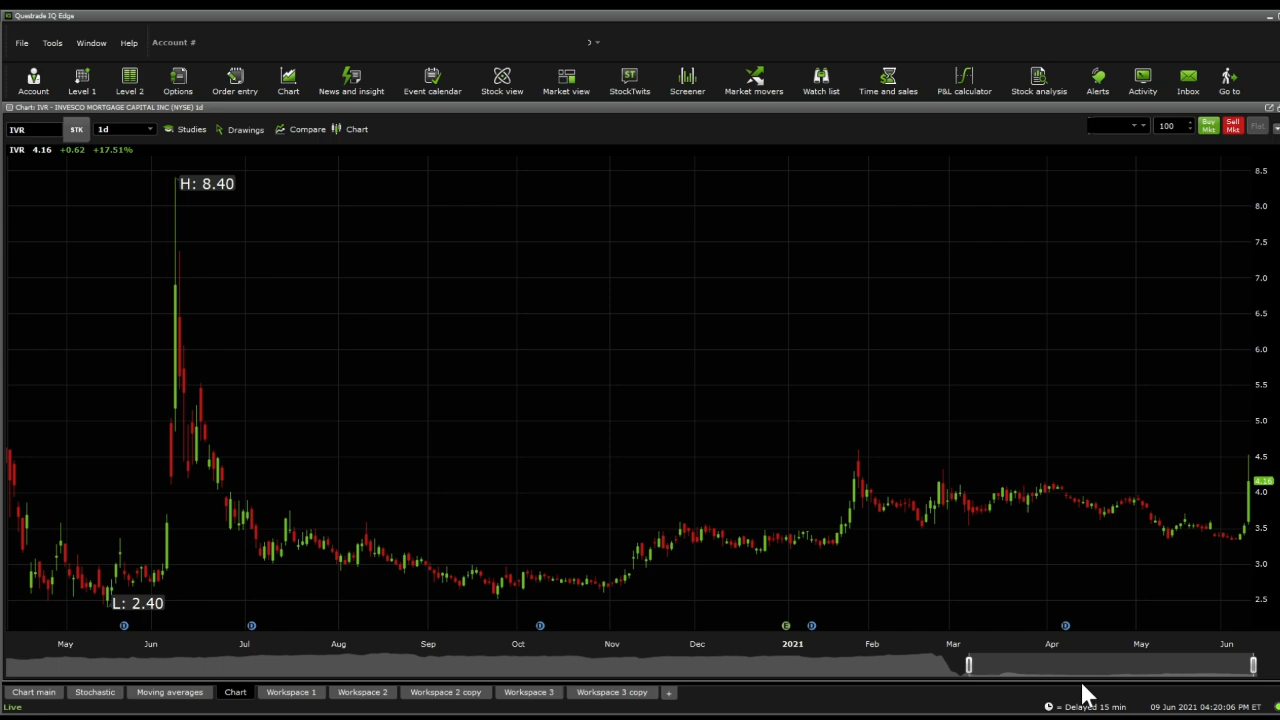 Questrade IQ Edge
File Tools Window Help Account #
Account Level 1 Level 2 Options Order entry Chart News and insight Event calendar Stock view Market view StockTwits Screener Market movers Watch list Time and sales P&L calculator Stock analysis Alerts Activity Inbox Go to
Chart: IVR - INVESCO MORTGAGE CAPITAL INC (NYSE) 1d
IVR STK 1d Studies Drawings Compare Chart 100 Buy Mkt Sell Mkt Flat
IVR 4.16 +0.62 +17.51%
H: 8.40
8.5
8.0
7.5
7.0
6.5
6.0
5.5
5.0
4.5
4.16
4.0
3.5
3.0
2.5
L: 2.40
D D D E D D
May Jun Jul Aug Sep Oct Nov Dec 2021 Feb Mar Apr May Jun
Chart main Stochastic Moving averages Chart Workspace 1 Workspace 2 Workspace 2 copy Workspace 3 Workspace 3 copy +
Live = Delayed 15 min 09 Jun 2021 04:20:06 PM ET